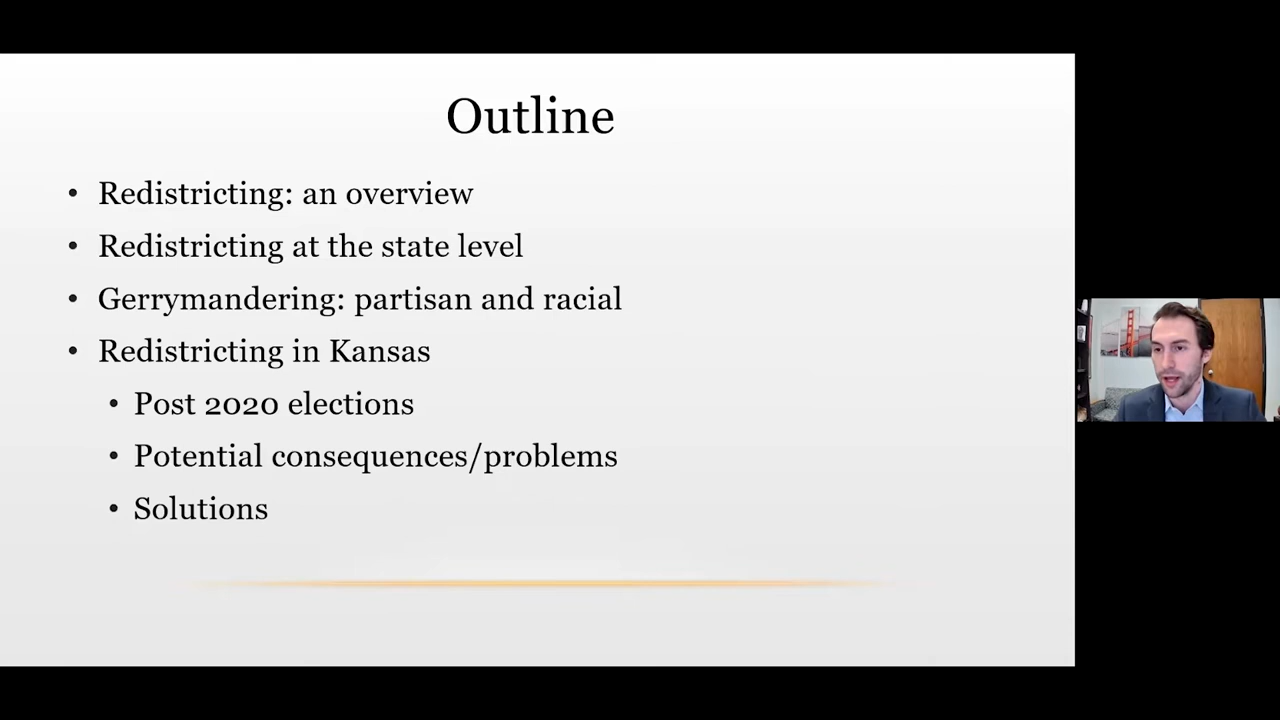 Outline
• Redistricting: an overview
• Redistricting at the state level
• Gerrymandering: partisan and racial
• Redistricting in Kansas
• Post 2020 elections
• Potential consequences/problems
• Solutions